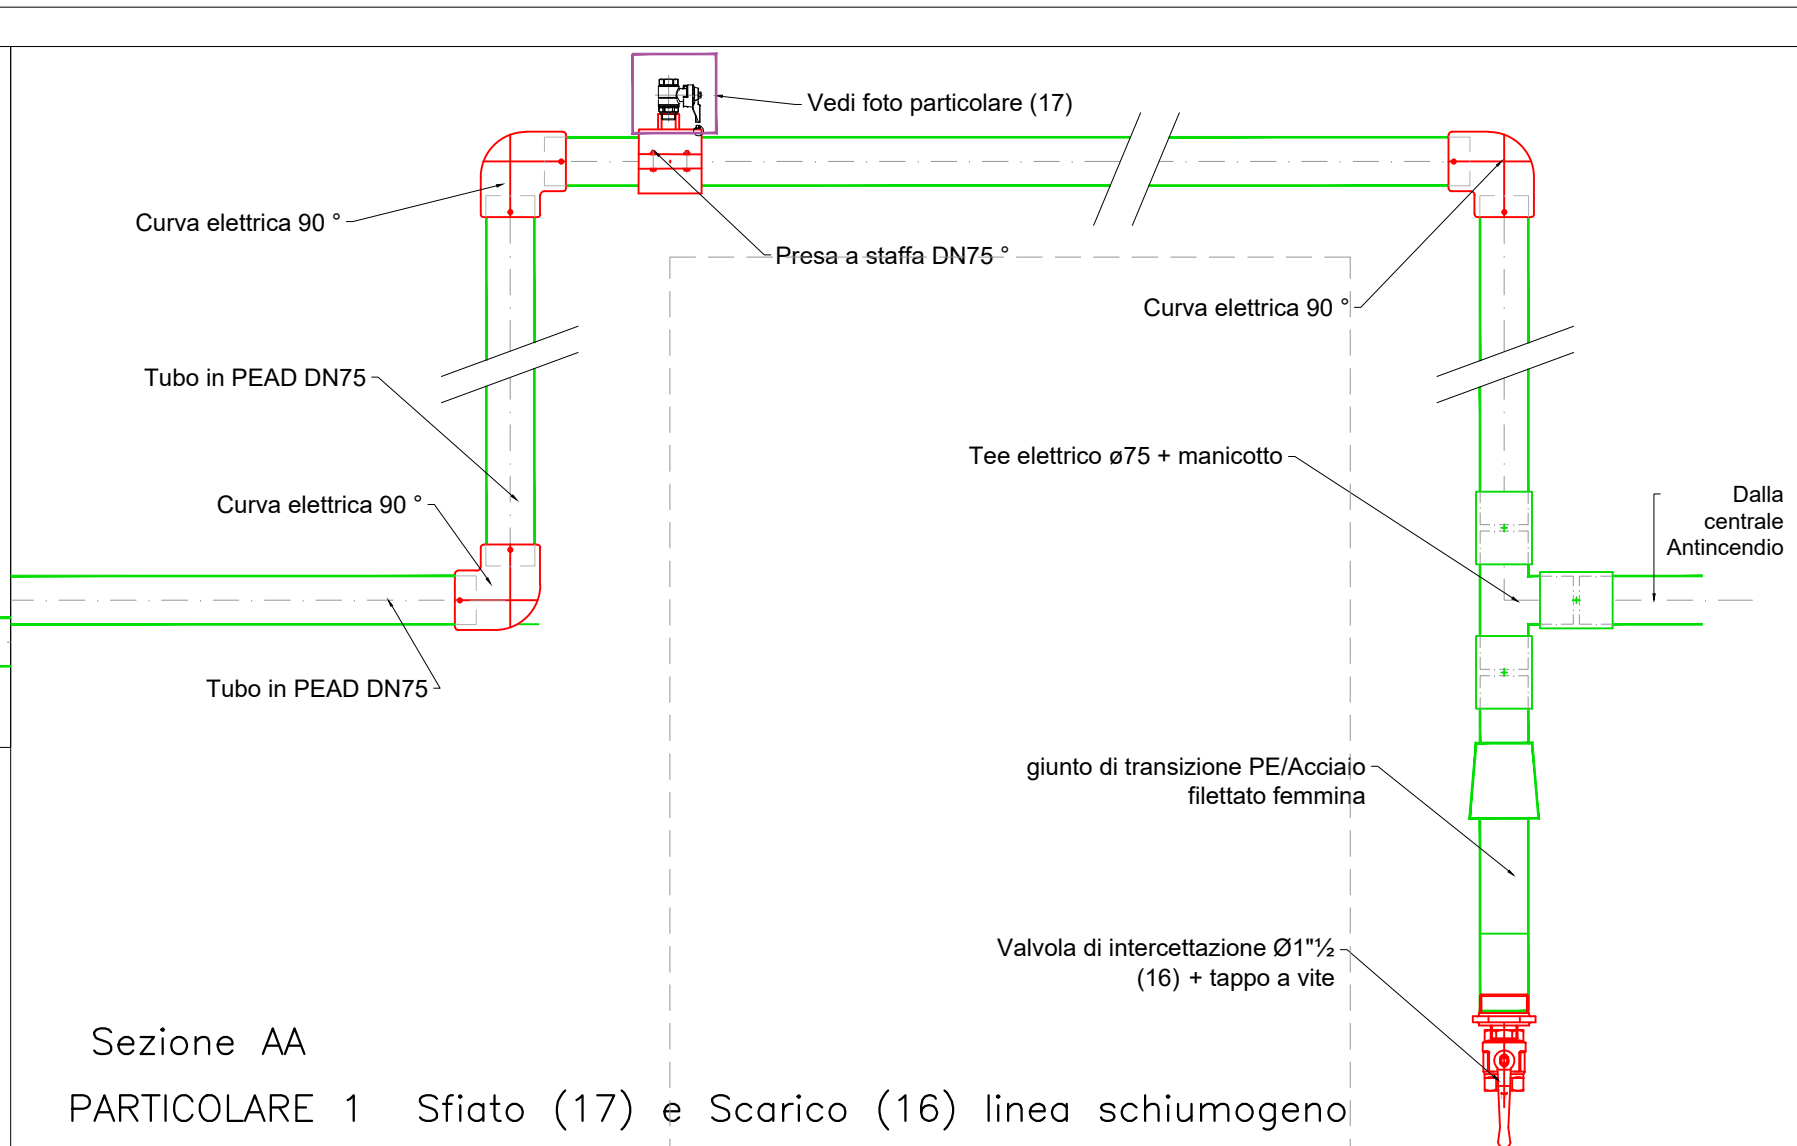 Vedi foto particolare (17)
Curva elettrica 90 °
Presa a staffa DN75 °
Curva elettrica 90 °
Tubo in PEAD DN75
Tee elettrico ø75 + manicotto
Curva elettrica 90 °
Dalla
centrale
Antincendio
Tubo in PEAD DN75
giunto di transizione PE/Acciaio
filettato femmina
Valvola di intercettazione Ø1"½
(16) + tappo a vite
Sezione AA
PARTICOLARE 1 Sfiato (17) e Scarico (16) linea schiumogeno